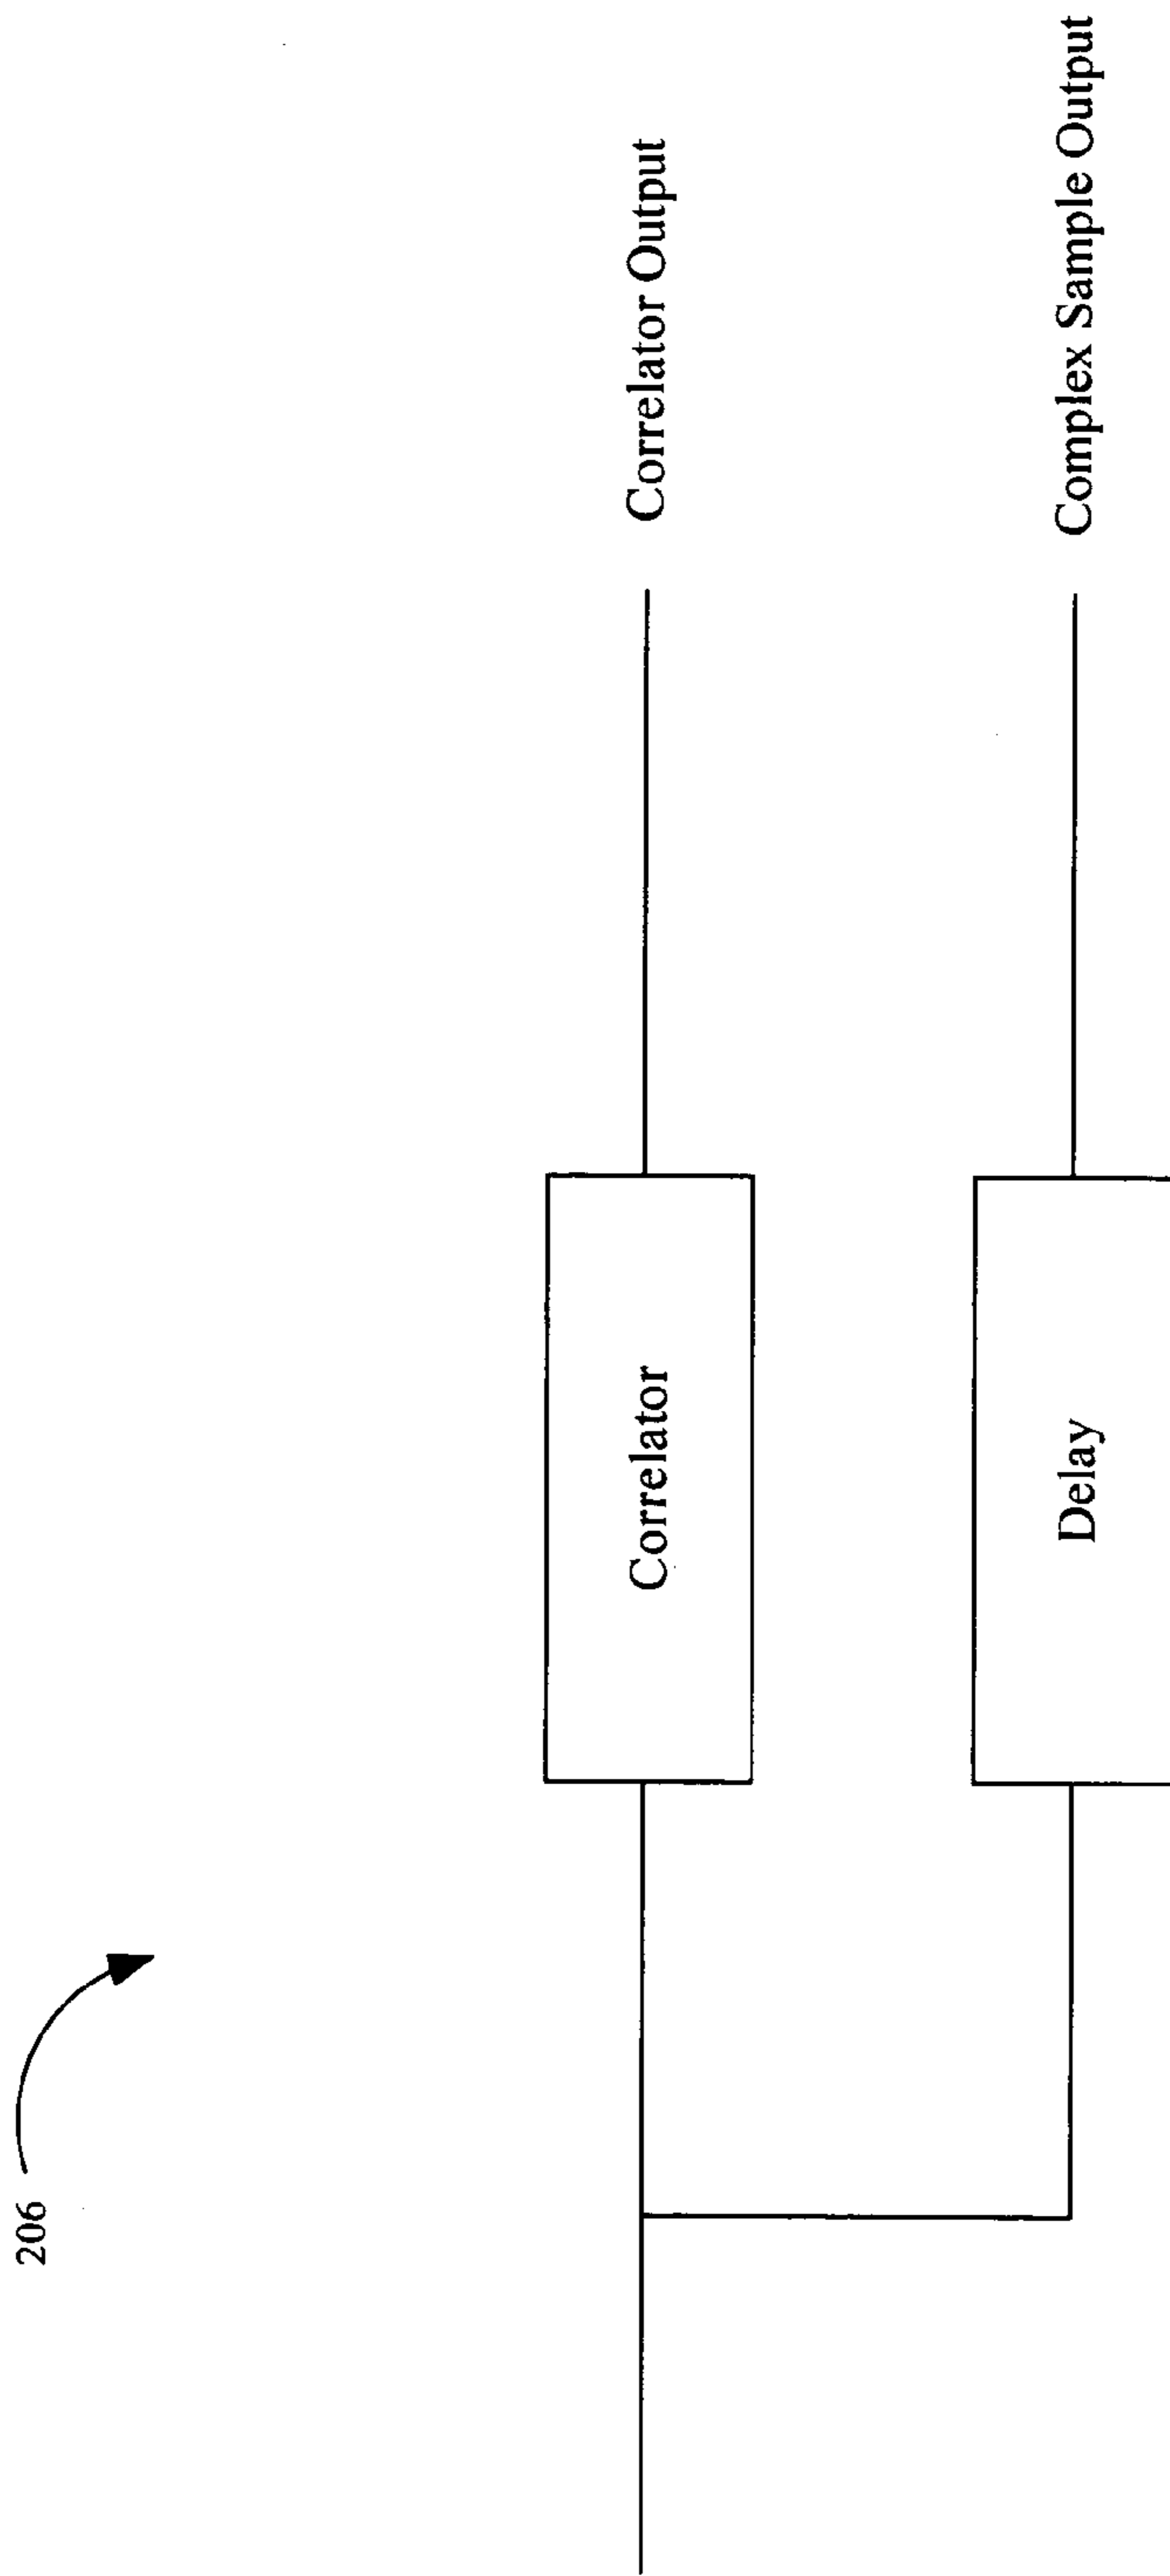 206
Correlator
Correlator Output
Delay
Complex Sample Output